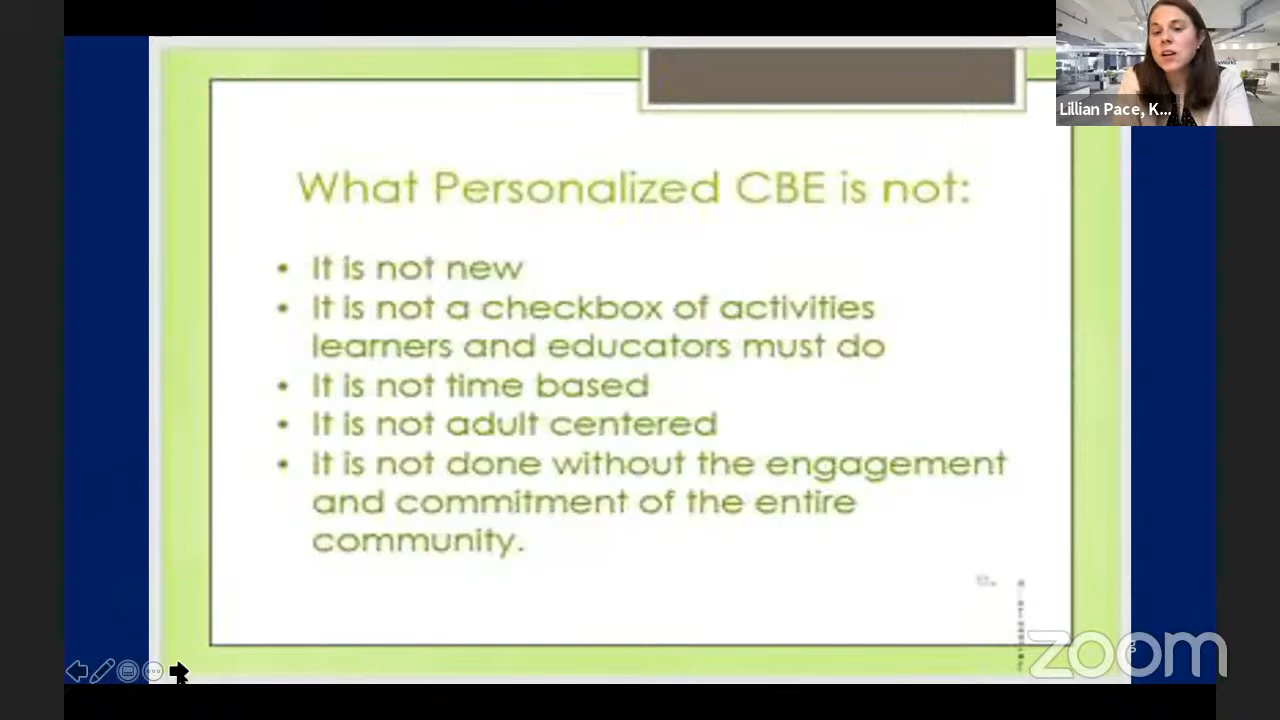 Lillian Pace, K...
What Personalized CBE is not:
• It is not new
• It is not a checkbox of activities
learners and educators must do
• It is not time based
• It is not adult centered
• It is not done without the engagement
and commitment of the entire
community.
zoom